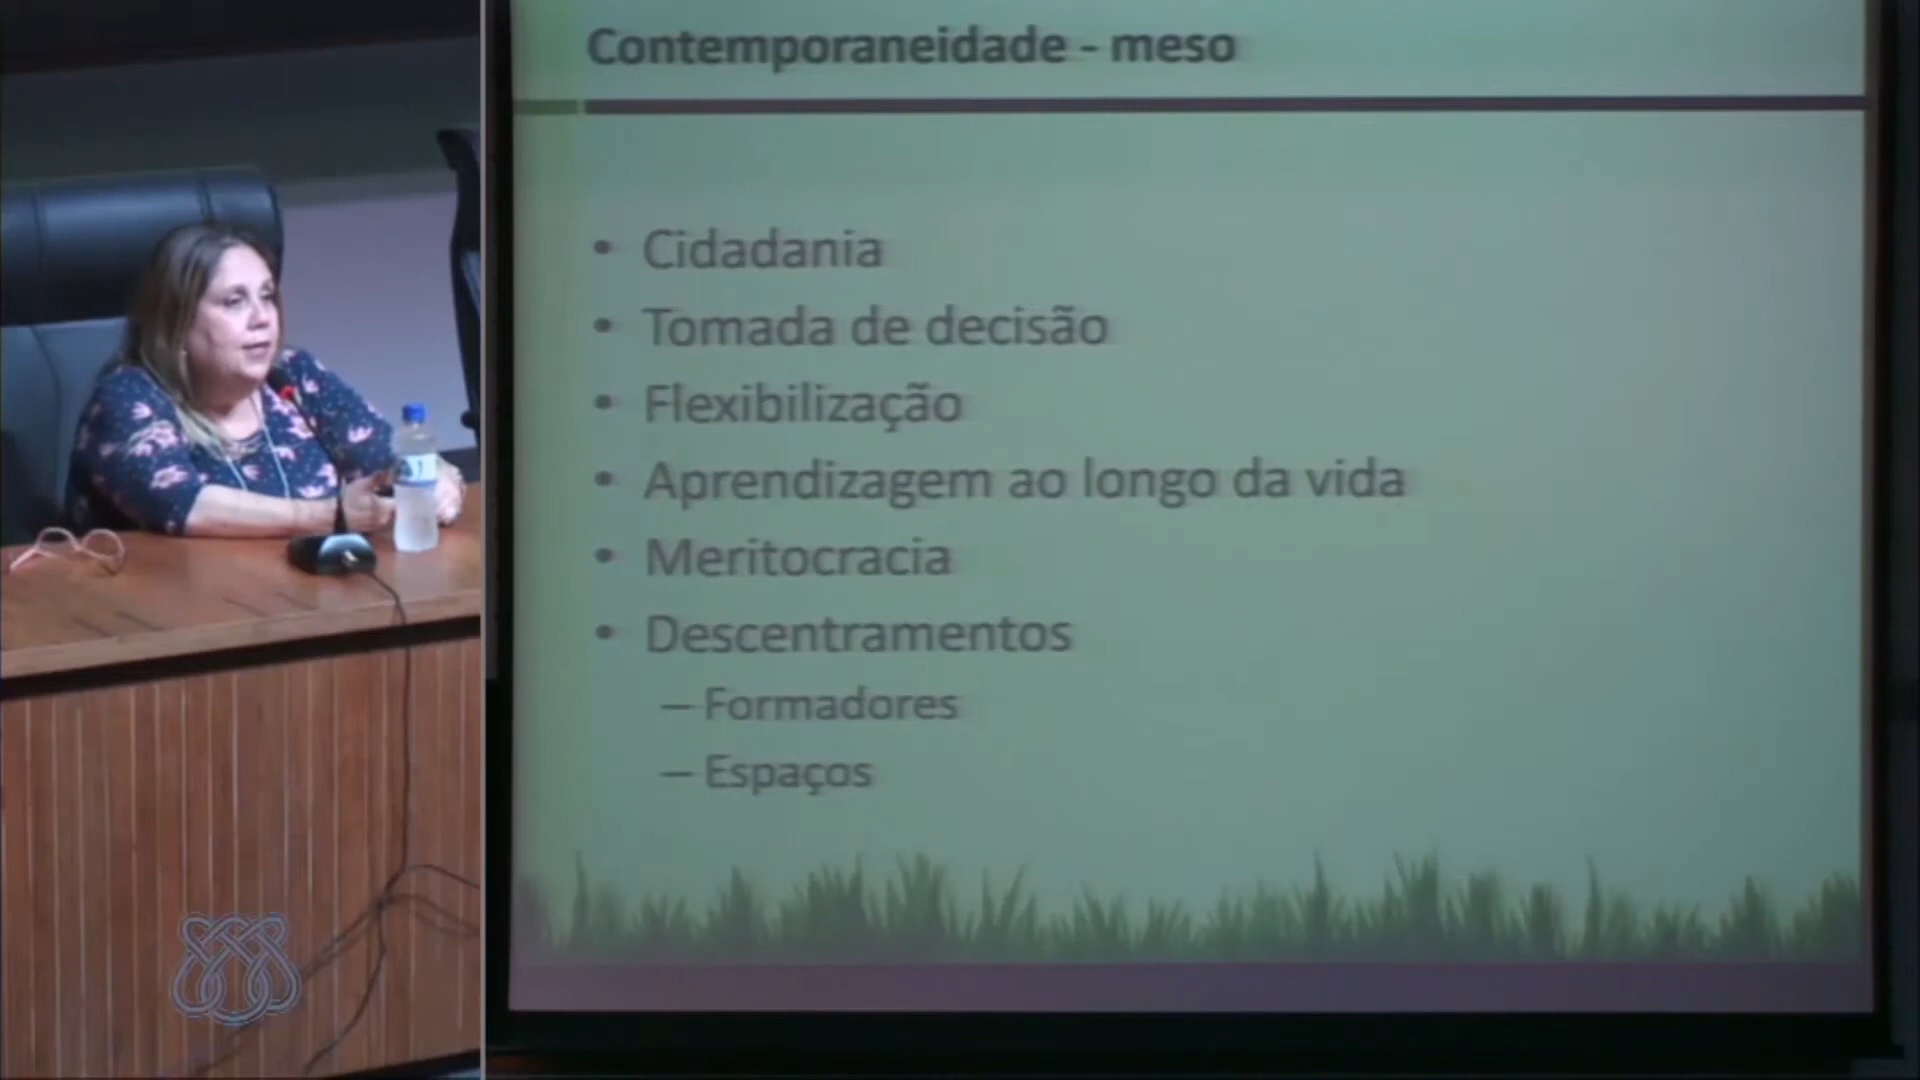 Contemporaneidade - meso
• Cidadania
• Tomada de decisão
• Flexibilização
• Aprendizagem ao longo da vida
• Meritocracia
• Descentramentos
– Formadores
– Espaços